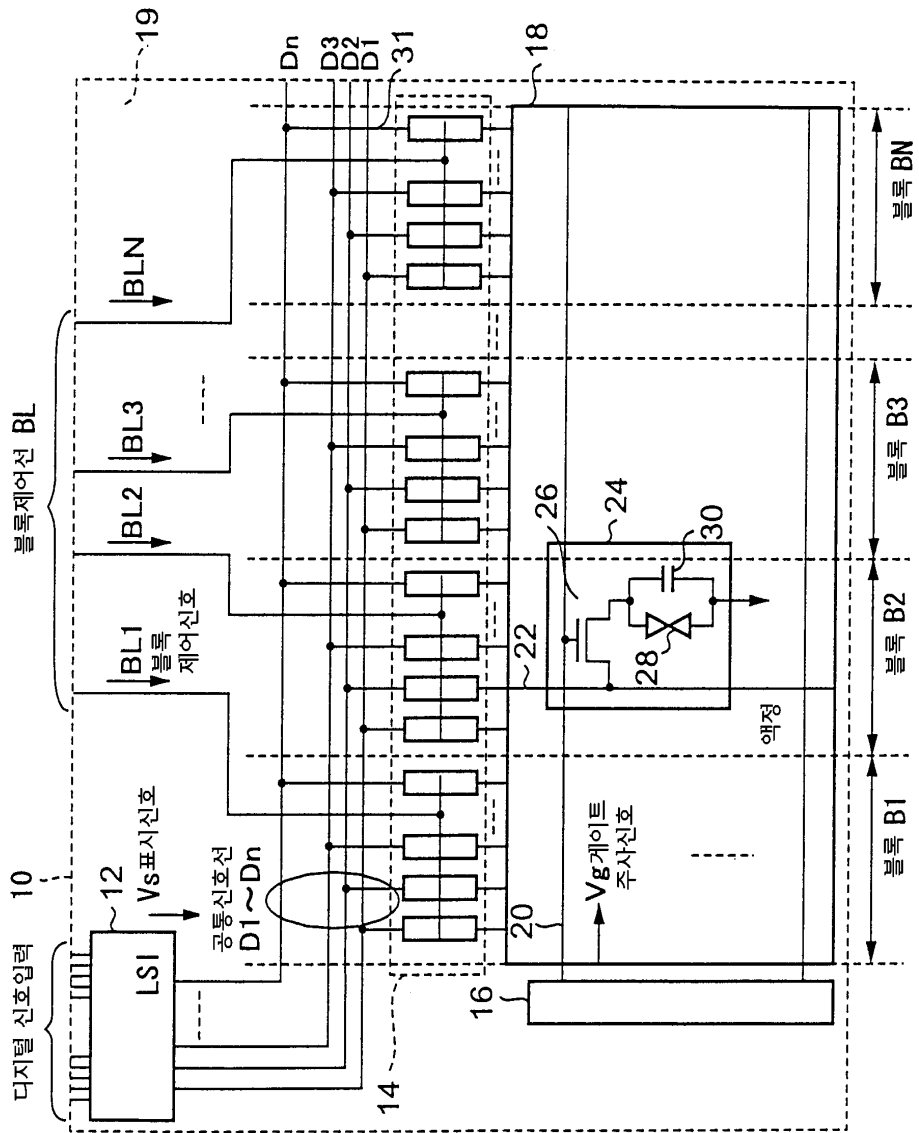 디지털 신호입력
10
12
LSI
Vs표시신호
공통신호선
D1~Dn
블록제어선 BL
BL1
블록
제어신호
BL2
BL3
BLN
19
Dn
D3
D2
D1
31
14
18
16
20
Vg게이트
주사신호
22
24
26
28
30
액정
블록 B1
블록 B2
블록 B3
블록 BN